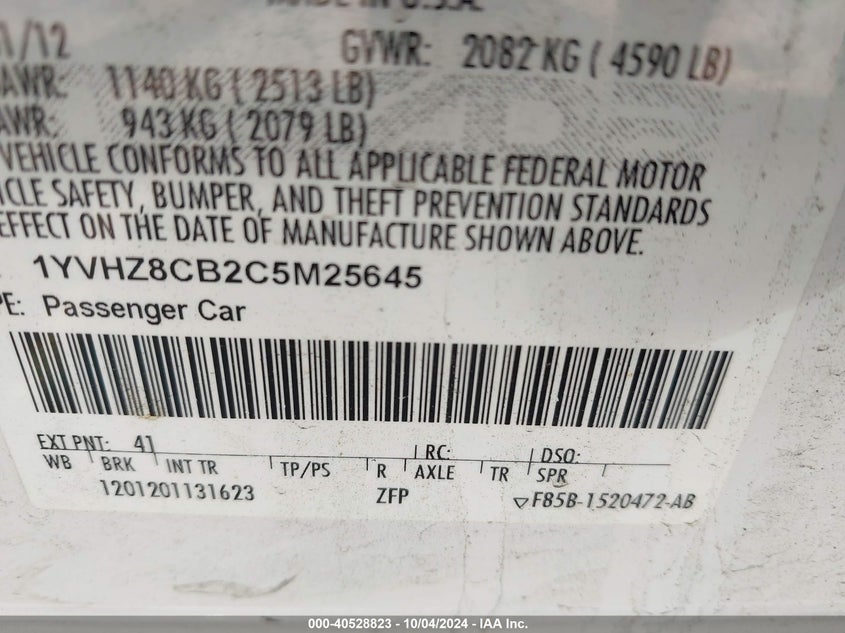 MADE IN U.S.A.
1/12 GVWR: 2082 KG ( 4590 LB)
AWR: 1140 KG ( 2513 LB)
AWR: 943 KG ( 2079 LB)
VEHICLE CONFORMS TO ALL APPLICABLE FEDERAL MOTOR
ICLE SAFETY, BUMPER, AND THEFT PREVENTION STANDARDS
EFFECT ON THE DATE OF MANUFACTURE SHOWN ABOVE.
1YVHZ8CB2C5M25645
PE: Passenger Car
EXT PNT: 41 RC: DSO:
WB BRK INT TR TP/PS R AXLE TR SPR
1201201131623 ZFP ▽F85B-1520472-AB
000-40528823 - 10/04/2024 - IAA Inc.